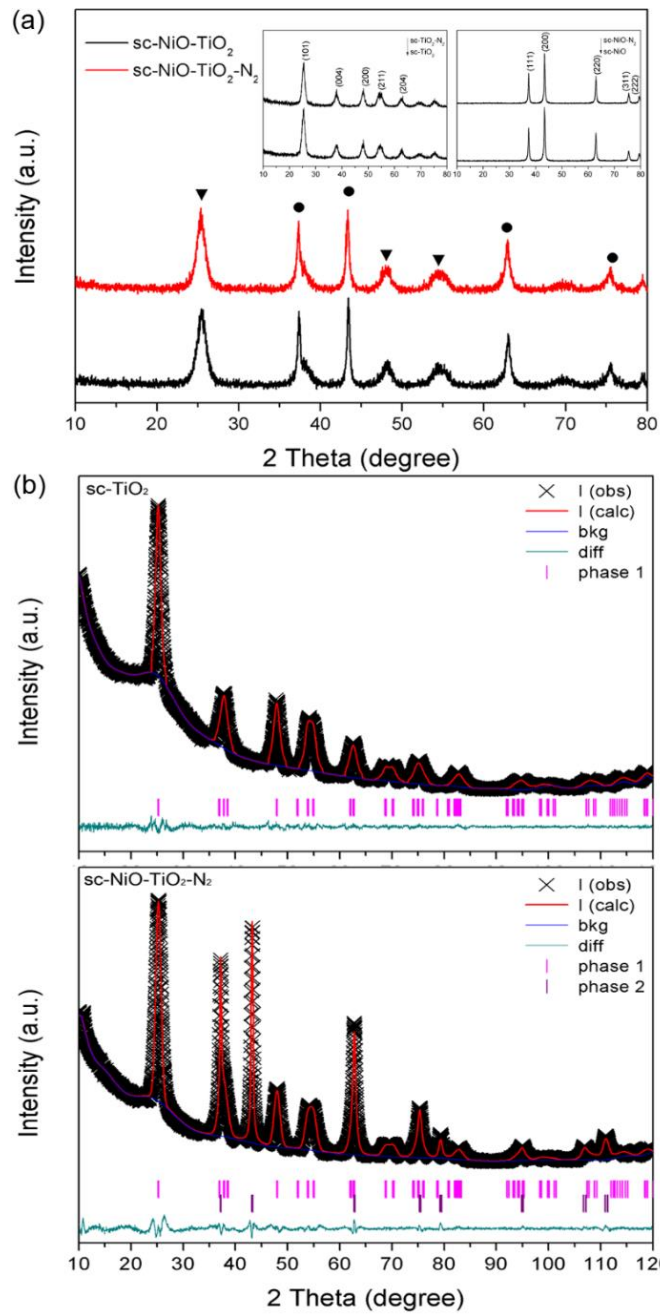 (a)
sc-NiO-TiO₂
sc-NiO-TiO₂-N₂
sc-TiO₂-N₂
sc-TiO₂
(101)
(004)
(200)
(211)
(204)
10 20 30 40 50 60 70 80
sc-NiO-N₂
sc-NiO
(111)
(200)
(220)
(311)
(222)
10 20 30 40 50 60 70 80
Intensity (a.u.)
10 20 30 40 50 60 70 80
2 Theta (degree)
(b)
sc-TiO₂
I (obs)
I (calc)
bkg
diff
phase 1
Intensity (a.u.)
sc-NiO-TiO₂-N₂
I (obs)
I (calc)
bkg
diff
phase 1
phase 2
Intensity (a.u.)
10 20 30 40 50 60 70 80 90 100 110 120
2 Theta (degree)